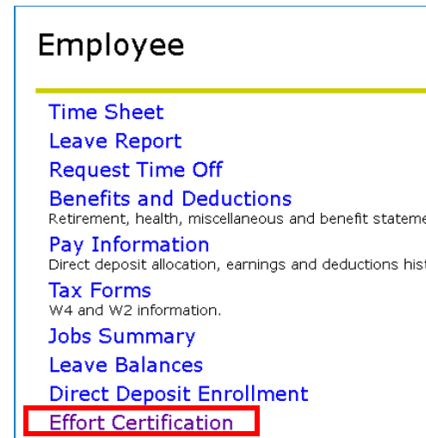 Employee
Time Sheet
Leave Report
Request Time Off
Benefits and Deductions
Retirement, health, miscellaneous and benefit
Pay Information
Direct deposit allocation, earnings and deductions
Tax Forms
W4 and W2 information.
Jobs Summary
Leave Balances
Direct Deposit Enrollment
Effort Certification